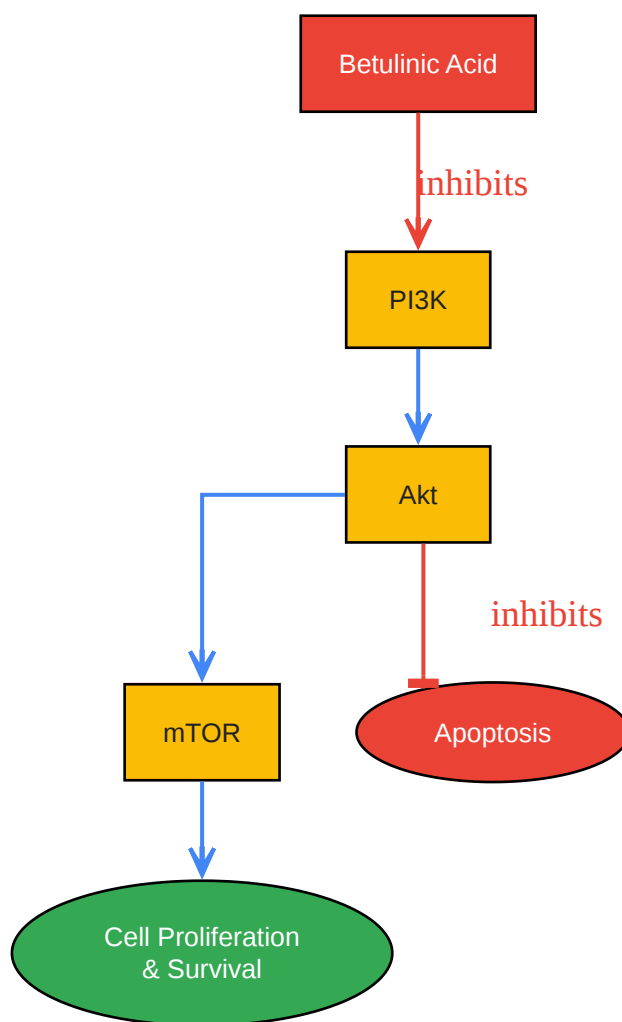 Betulinic Acid
inhibits
PI3K
Akt
inhibits
mTOR
Apoptosis
Cell Proliferation
& Survival